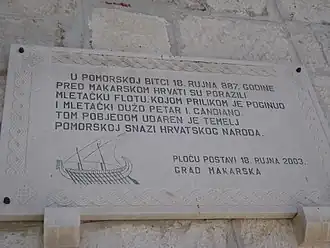 U POMORSKOJ BITCI 18. RUJNA 887. GODINE
PRED MAKARSKOM HRVATI SU PORAZILI
MLETAČKU FLOTU, KOJOM PRILIKOM JE POGINUO
I MLETAČKI DUŽD PETAR I. CANDIANO.
TOM POBJEDOM UDAREN JE TEMELJ
POMORSKOJ SNAZI HRVATSKOG NARODA.
PLOČU POSTAVI 18. RUJNA 2003.
GRAD MAKARSKA